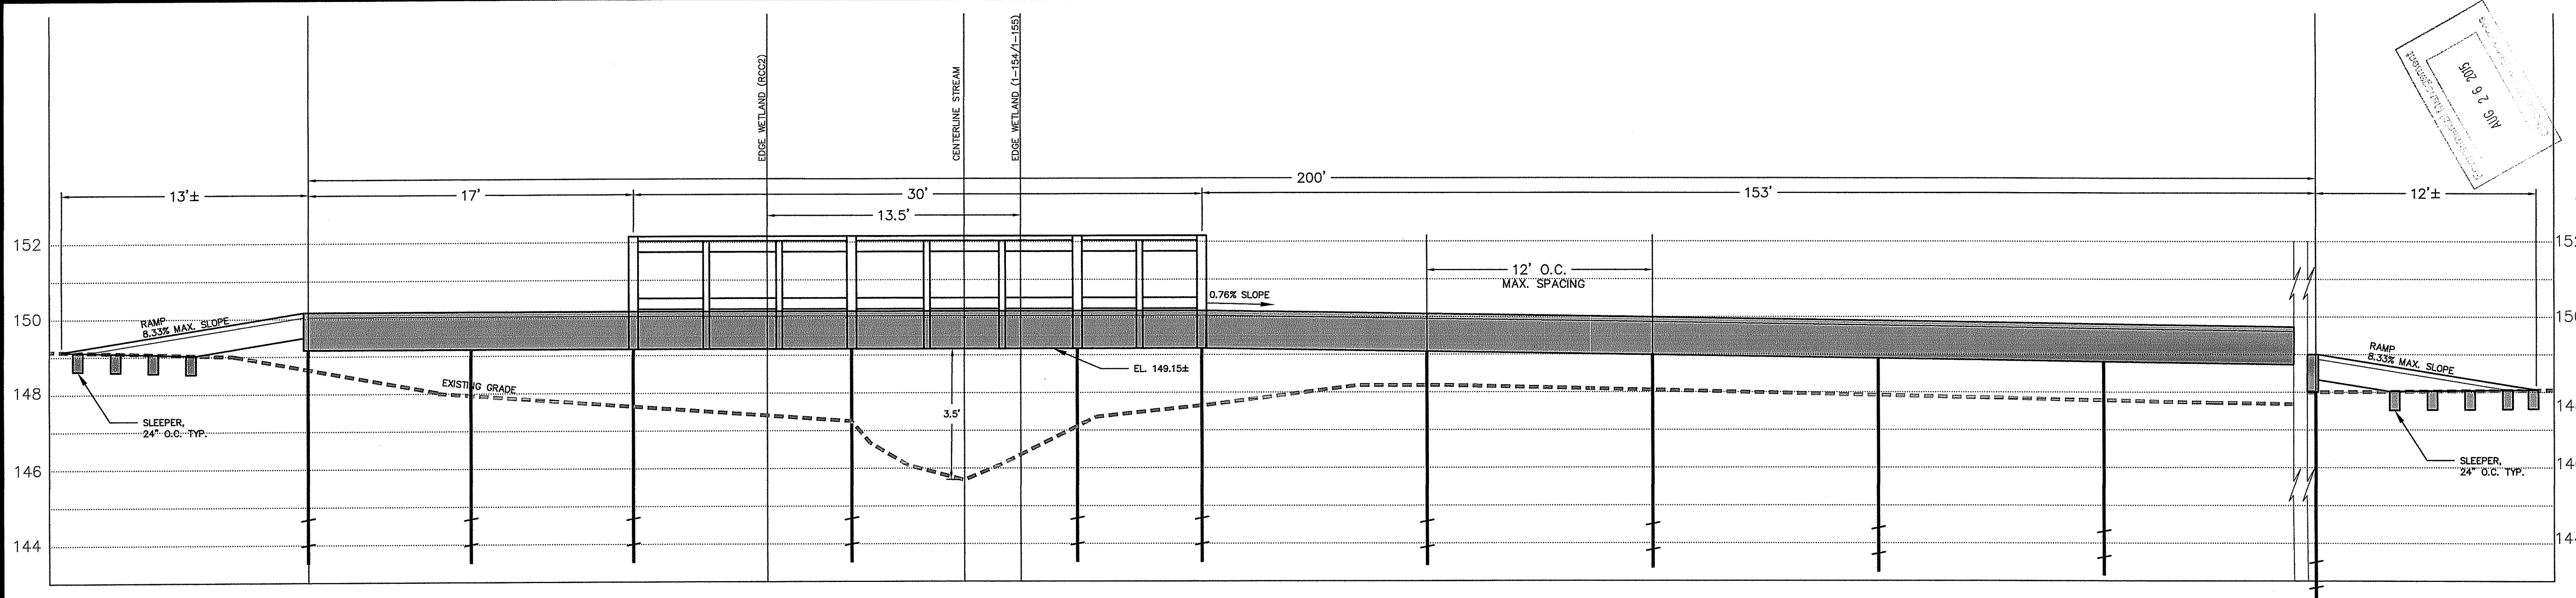 EDGE WETLAND (RCC2)
CENTERLINE STREAM
EDGE WETLAND (1-154/1-155)
AUG 26 2015
200'
13'±
17'
30'
153'
12'±
13.5'
152
150
148
146
144
12' O.C.
MAX. SPACING
0.76% SLOPE
RAMP
8.33% MAX. SLOPE
EL. 149.15±
EXISTING GRADE
3.5'
SLEEPER,
24" O.C. TYP.
RAMP
8.33% MAX. SLOPE
SLEEPER,
24" O.C. TYP.